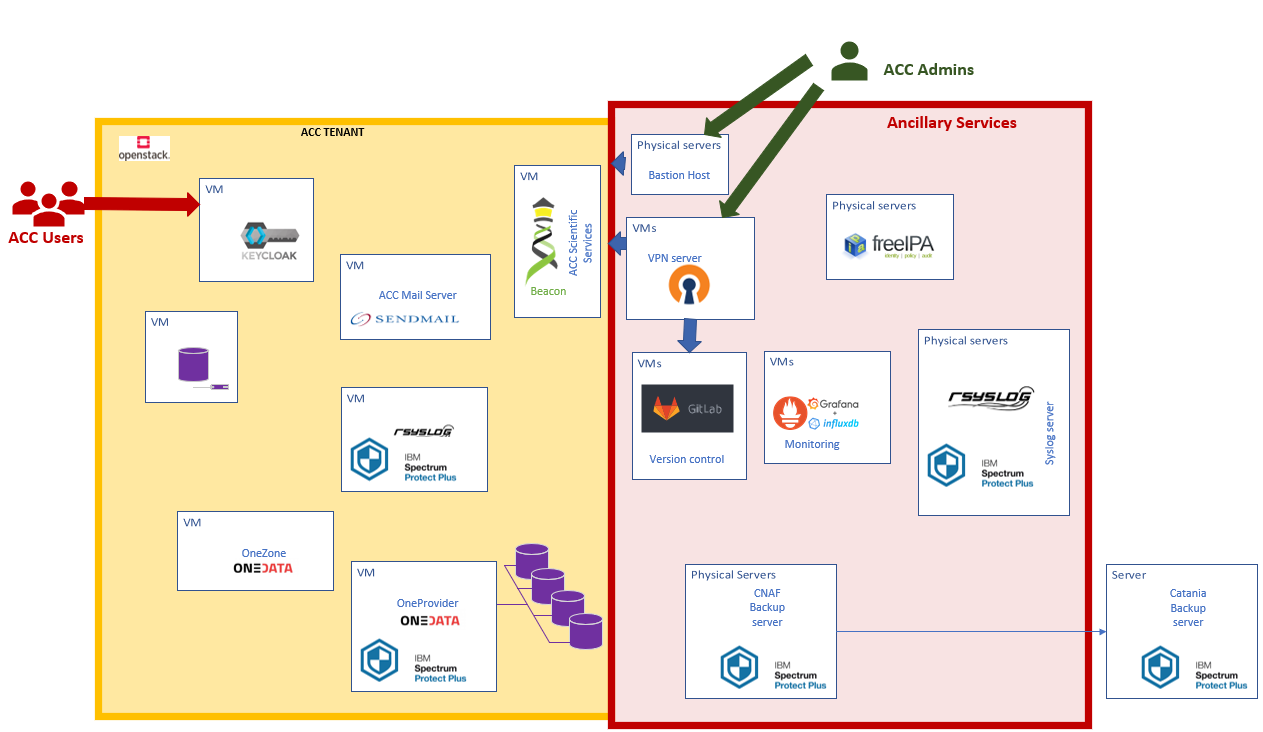 ACC Admins
Ancillary Services
ACC TENANT
openstack.
Physical servers
Bastion Host
VM
KEYCLOAK
ACC Users
VM
ACC Scientific
Services
Beacon
Physical servers
freeIPA
identity | policy | audit
VMs
VPN server
VM
ACC Mail Server
SENDMAIL
VM
Physical servers
RSYSLOG
Syslog server
IBM
Spectrum
Protect Plus
VMs
GitLab
Version control
VMs
Grafana
+
influxdb
Monitoring
VM
RSYSLOG
IBM
Spectrum
Protect Plus
VM
OneZone
ONEDATA
VM
OneProvider
ONEDATA
IBM
Spectrum
Protect Plus
Physical Servers
CNAF
Backup
server
IBM
Spectrum
Protect Plus
Server
Catania
Backup
server
IBM
Spectrum
Protect Plus